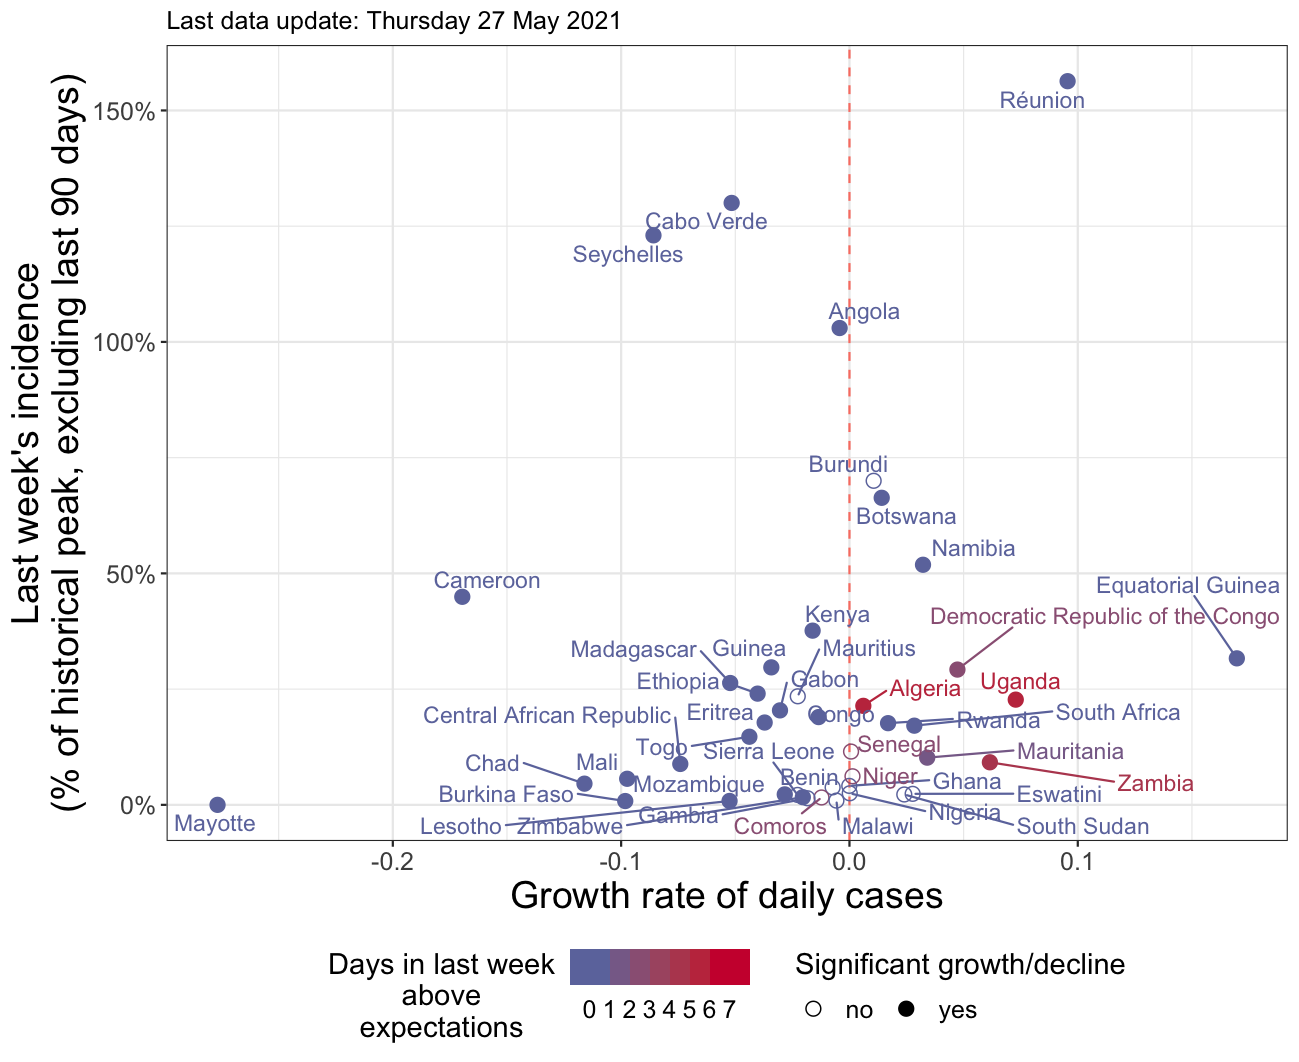 Last data update: Thursday 27 May 2021
Last week's incidence
(% of historical peak, excluding last 90 days)
150%
100%
50%
0%
Réunion
Cabo Verde
Seychelles
Angola
Burundi
Botswana
Namibia
Cameroon
Equatorial Guinea
Kenya
Democratic Republic of the Congo
Madagascar
Guinea
Mauritius
Ethiopia
Gabon
Algeria
Uganda
Central African Republic
Eritrea
Congo
Rwanda
South Africa
Togo
Sierra Leone
Senegal
Mauritania
Chad
Mali
Mozambique
Benin
Niger
Ghana
Zambia
Burkina Faso
Eswatini
Gambia
Nigeria
Mayotte
Lesotho
Zimbabwe
Comoros
Malawi
South Sudan
-0.2
-0.1
0.0
0.1
Growth rate of daily cases
Days in last week
above
expectations
0 1 2 3 4 5 6 7
Significant growth/decline
no
yes